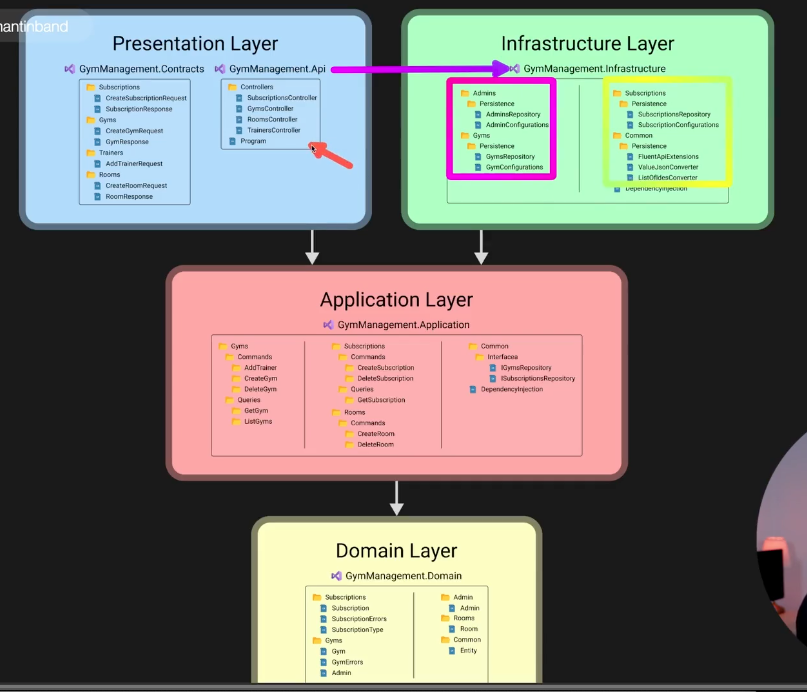 nantinband
Presentation Layer
GymManagement.Contracts
Subscriptions
CreateSubscriptionRequest
SubscriptionResponse
Gyms
CreateGymRequest
GymResponse
Trainers
AddTrainerRequest
Rooms
CreateRoomRequest
RoomResponse
GymManagement.Api
Controllers
SubscriptionsController
GymsController
RoomsController
TrainersController
Program
Infrastructure Layer
GymManagement.Infrastructure
Admins
Persistence
AdminsRepository
AdminConfigurations
Gyms
Persistence
GymsRepository
GymConfigurations
Subscriptions
Persistence
SubscriptionsRepository
SubscriptionConfigurations
Common
Persistence
FluentApiExtensions
ValueJsonConverter
ListOfIdesConverter
DependencyInjection
Application Layer
GymManagement.Application
Gyms
Commands
AddTrainer
CreateGym
DeleteGym
Queries
GetGym
ListGyms
Subscriptions
Commands
CreateSubscription
DeleteSubscription
Queries
GetSubscription
Rooms
Commands
CreateRoom
DeleteRoom
Common
Interfacea
IGymsRepository
ISubscriptionsRepository
DependencyInjection
Domain Layer
GymManagement.Domain
Subscriptions
Subscription
SubscriptionErrors
SubscriptionType
Gyms
Gym
GymErrors
Admin
Admin
Admin
Rooms
Room
Common
Entity